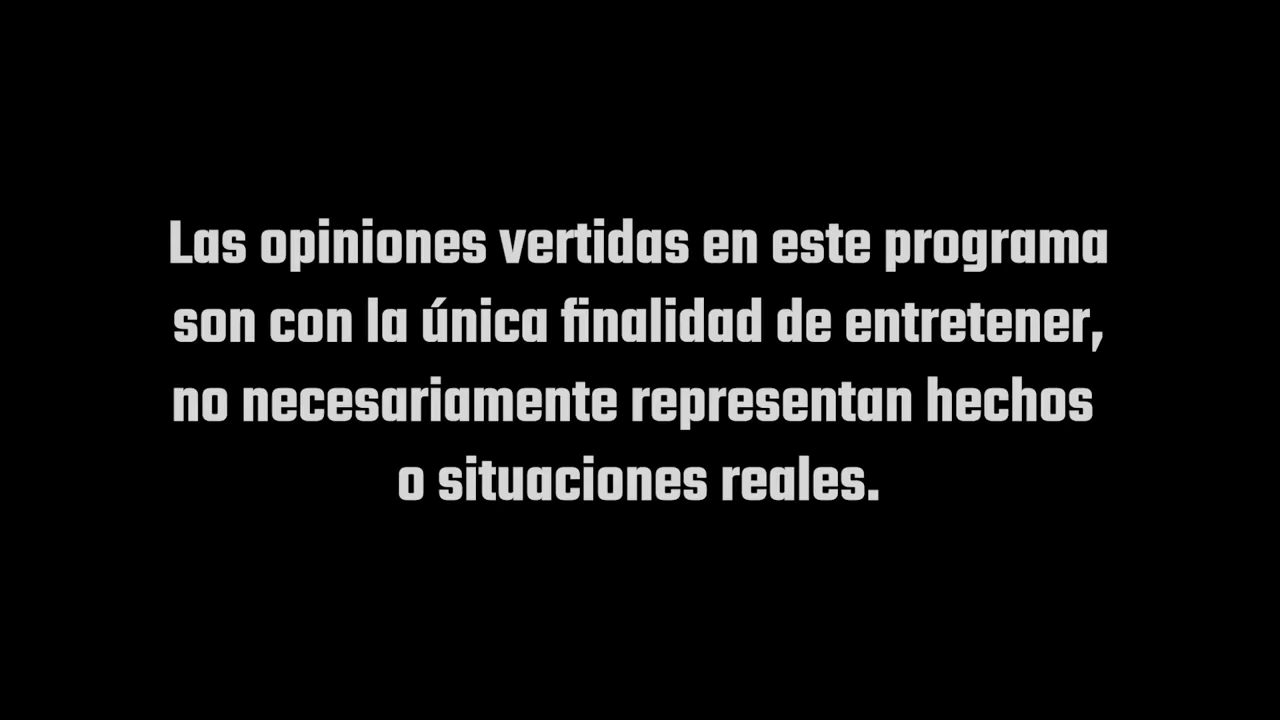 Las opiniones vertidas en este programa
son con la única finalidad de entretener,
no necesariamente representan hechos
o situaciones reales.